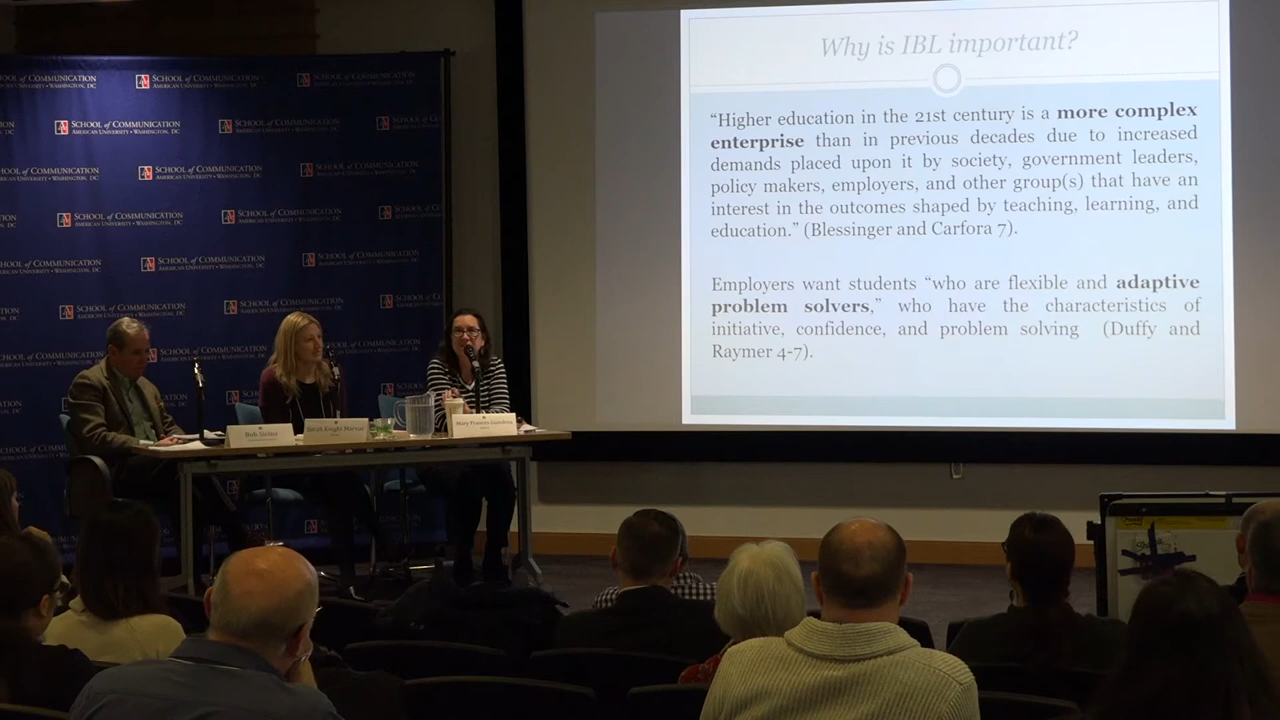 Why is IBL important?
“Higher education in the 21st century is a more complex
enterprise than in previous decades due to increased
demands placed upon it by society, government leaders,
policy makers, employers, and other group(s) that have an
interest in the outcomes shaped by teaching, learning, and
education.” (Blessinger and Carfora 7).
Employers want students “who are flexible and adaptive
problem solvers,” who have the characteristics of
initiative, confidence, and problem solving (Duffy and
Raymer 4-7).
SCHOOL of COMMUNICATION
AMERICAN UNIVERSITY • WASHINGTON, DC
Sarah Knight
Mary Frances